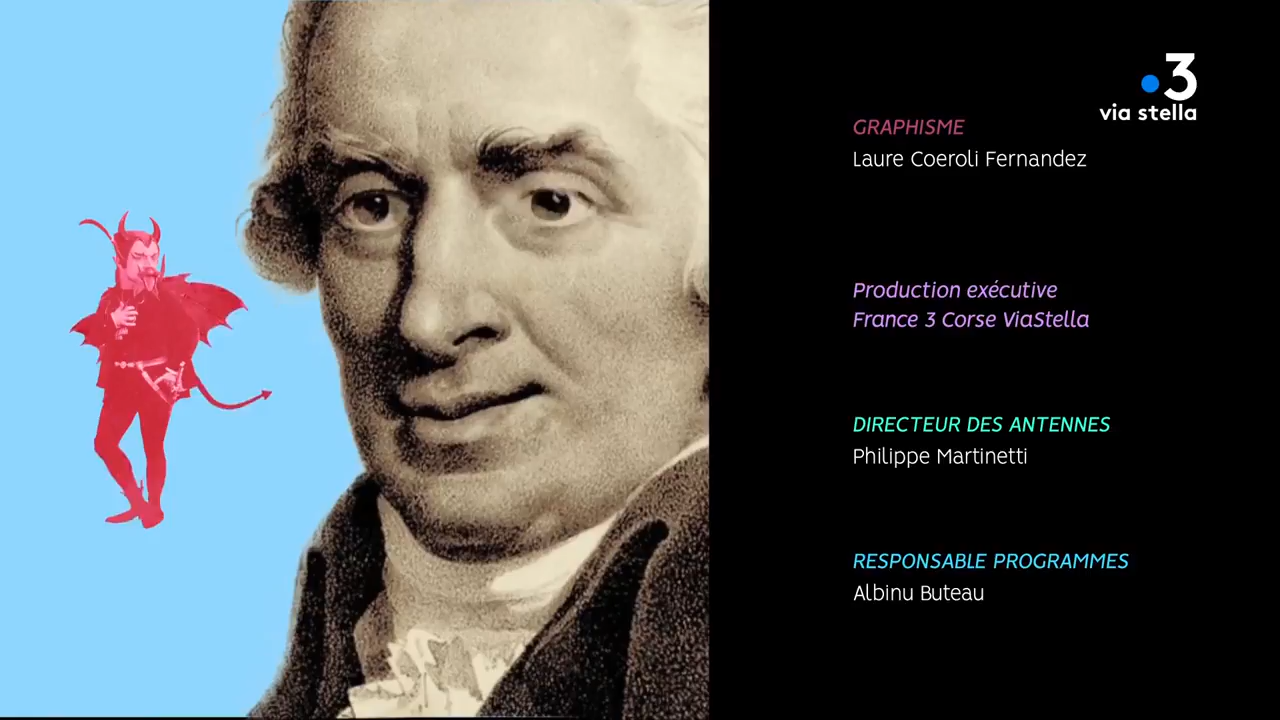 3
via stella
GRAPHISME
Laure Coeroli Fernandez
Production exécutive
France 3 Corse ViaStella
DIRECTEUR DES ANTENNES
Philippe Martinetti
RESPONSABLE PROGRAMMES
Albinu Buteau